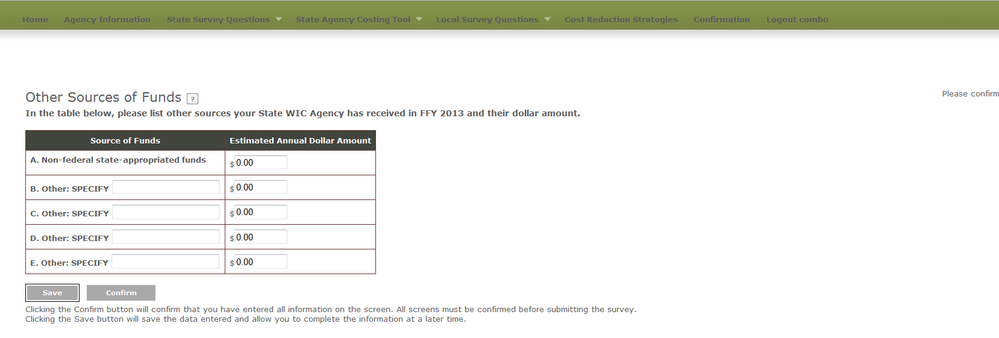 Home Agency Information State Survey Questions State Agency Costing Tool Local Survey Questions Cost Reduction Strategies Confirmation Logout combo
Please confirm
Other Sources of Funds ?
In the table below, please list other sources your State WIC Agency has received in FFY 2013 and their dollar amount.
Source of Funds Estimated Annual Dollar Amount
A. Non-federal state-appropriated funds $ 0.00
B. Other: SPECIFY $ 0.00
C. Other: SPECIFY $ 0.00
D. Other: SPECIFY $ 0.00
E. Other: SPECIFY $ 0.00
Save Confirm
Clicking the Confirm button will confirm that you have entered all information on the screen. All screens must be confirmed before submitting the survey.
Clicking the Save button will save the data entered and allow you to complete the information at a later time.